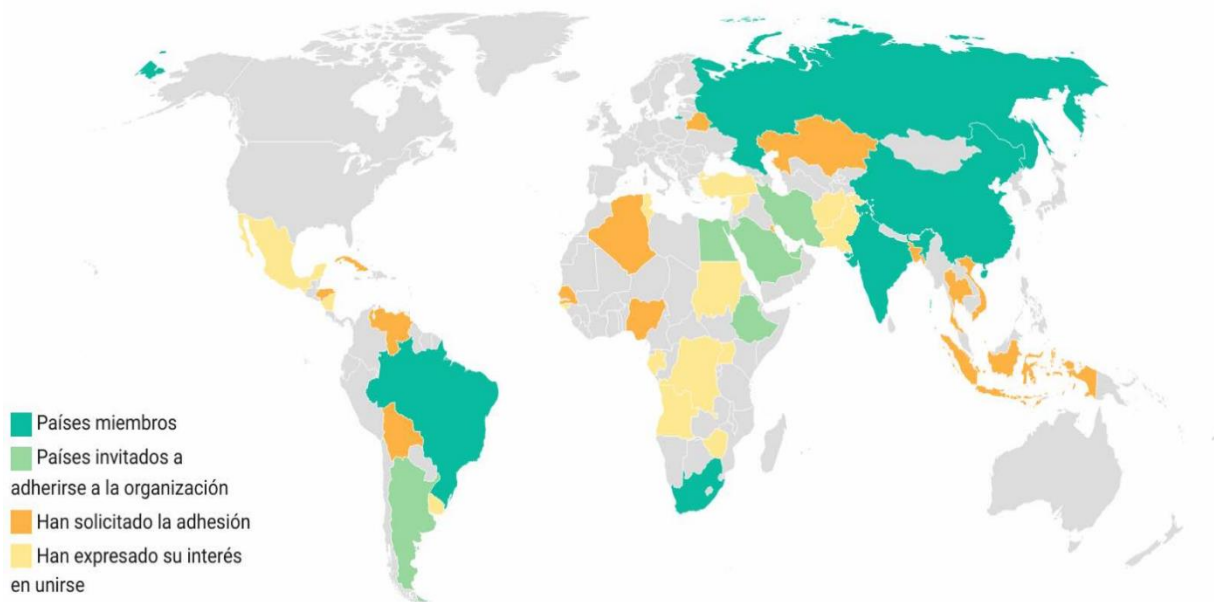 Países miembros
Países invitados a
adherirse a la organización
Han solicitado la adhesión
Han expresado su interés
en unirse